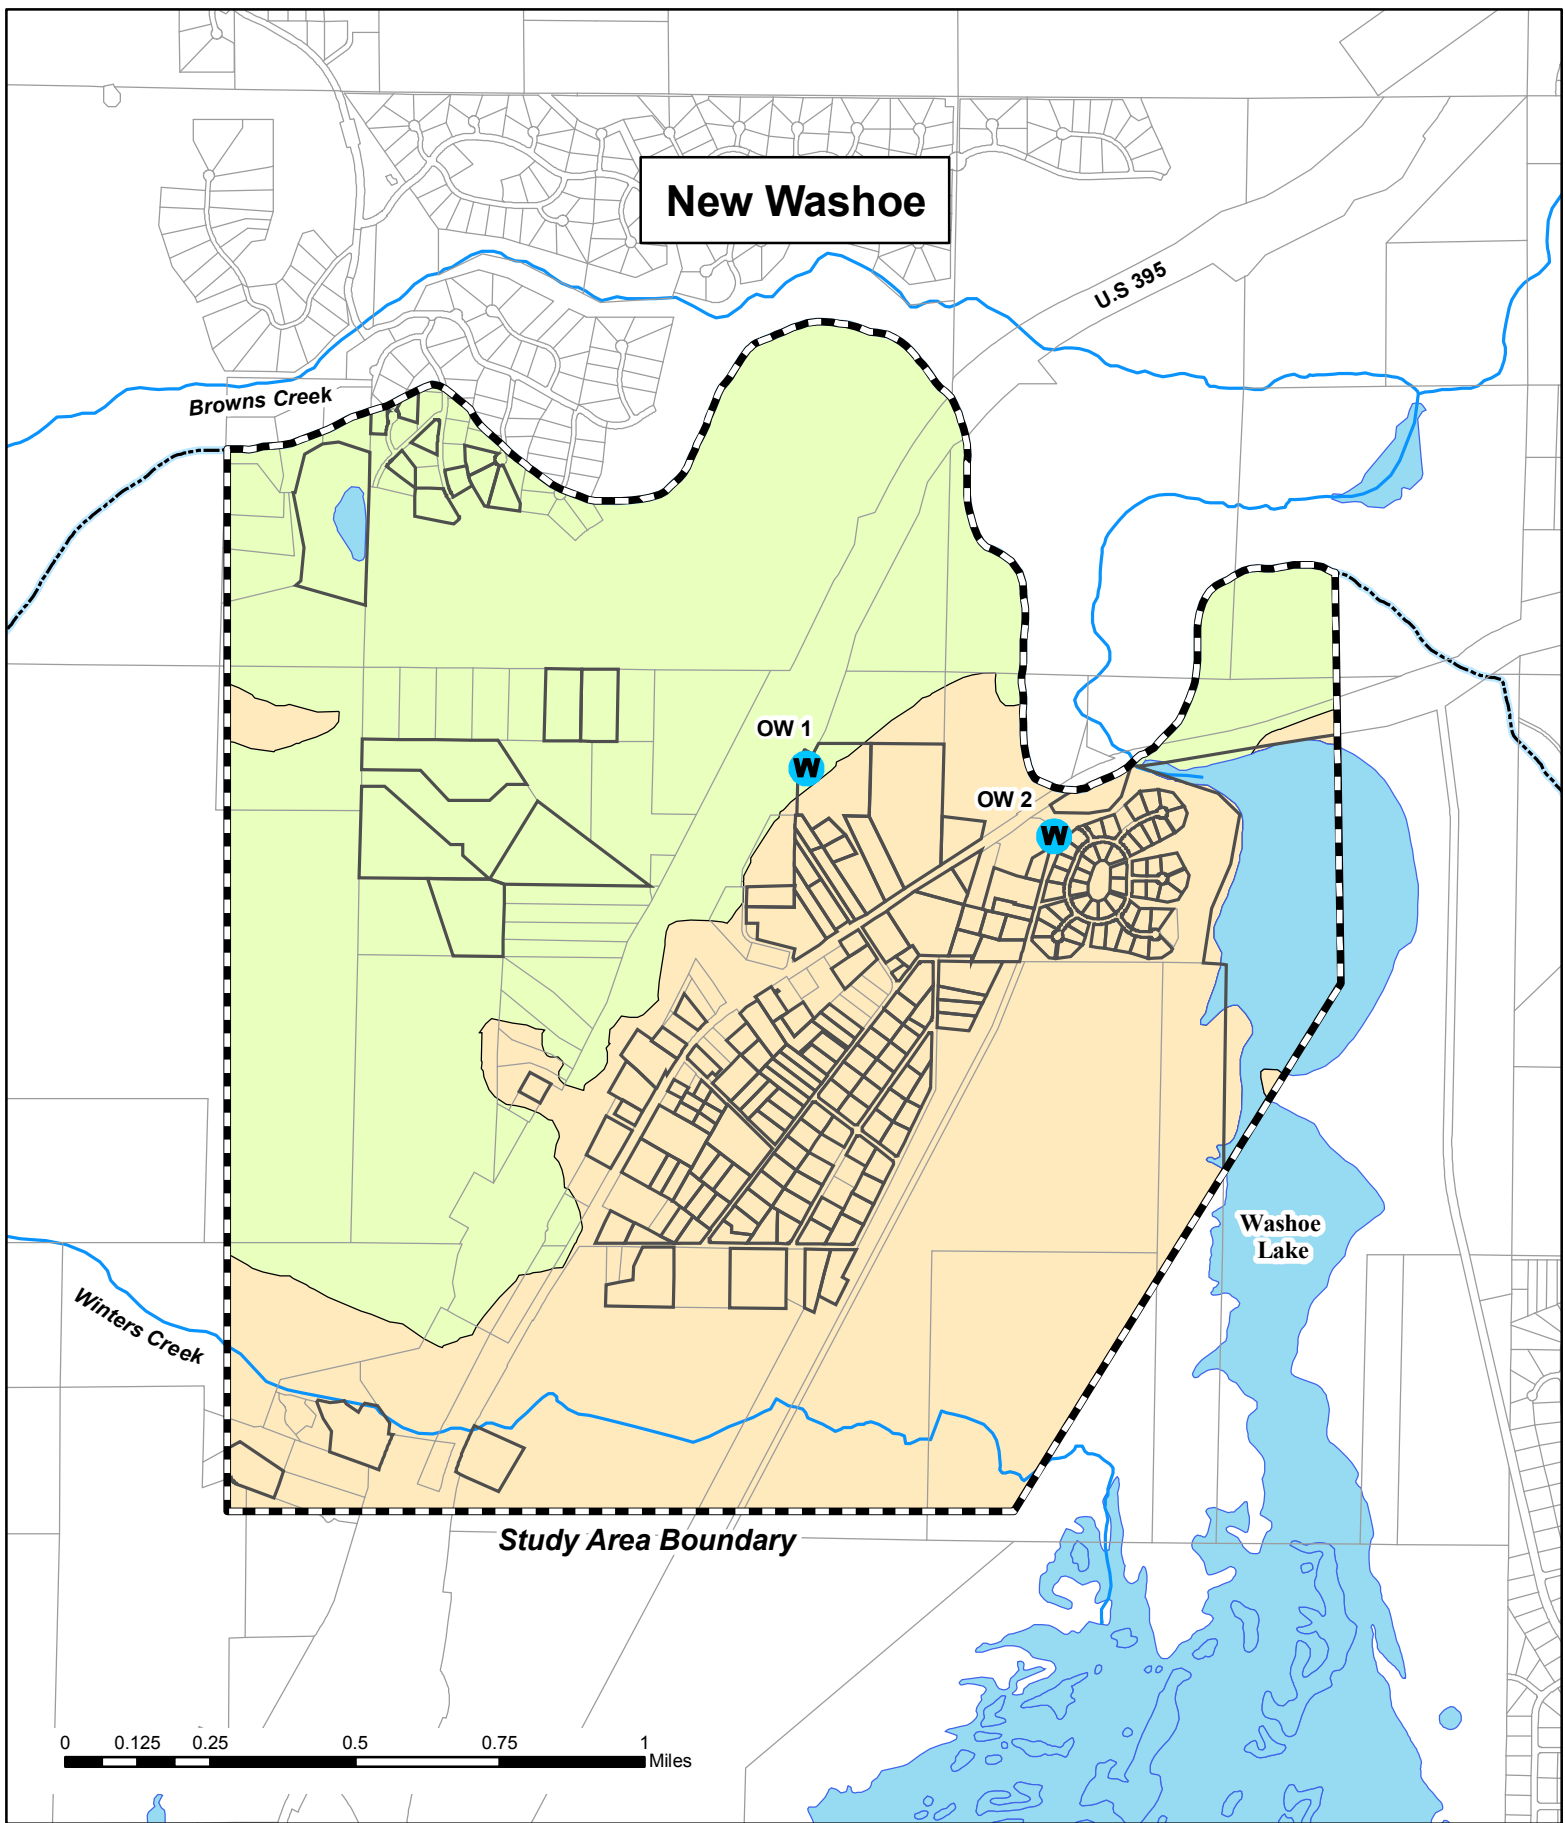 New Washoe
U.S 395
Browns Creek
OW 1
W
OW 2
W
Washoe
Lake
Winters Creek
Study Area Boundary
0 0.125 0.25 0.5 0.75 1
Miles